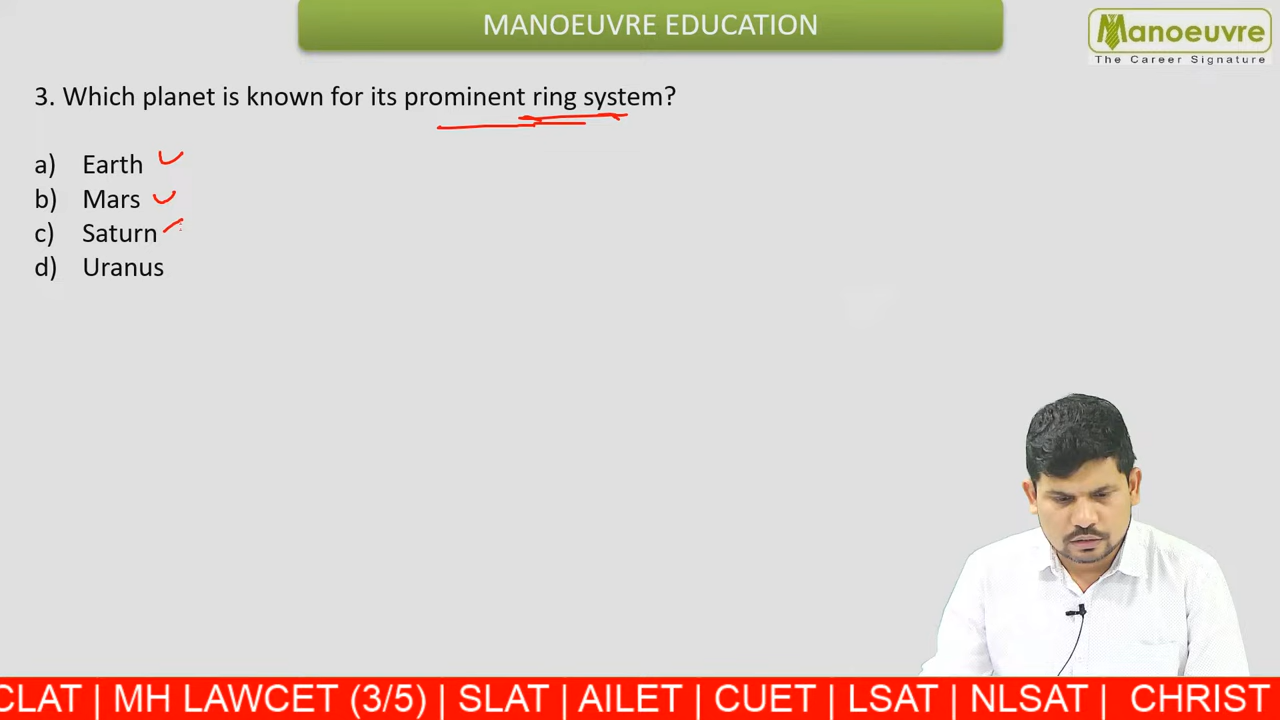 MANOEUVRE EDUCATION
Manoeuvre
The Career Signature
3. Which planet is known for its prominent ring system?
a) Earth
b) Mars
c) Saturn
d) Uranus
CLAT | MH LAWCET (3/5) | SLAT | AILET | CUET | LSAT | NLSAT | CHRIST